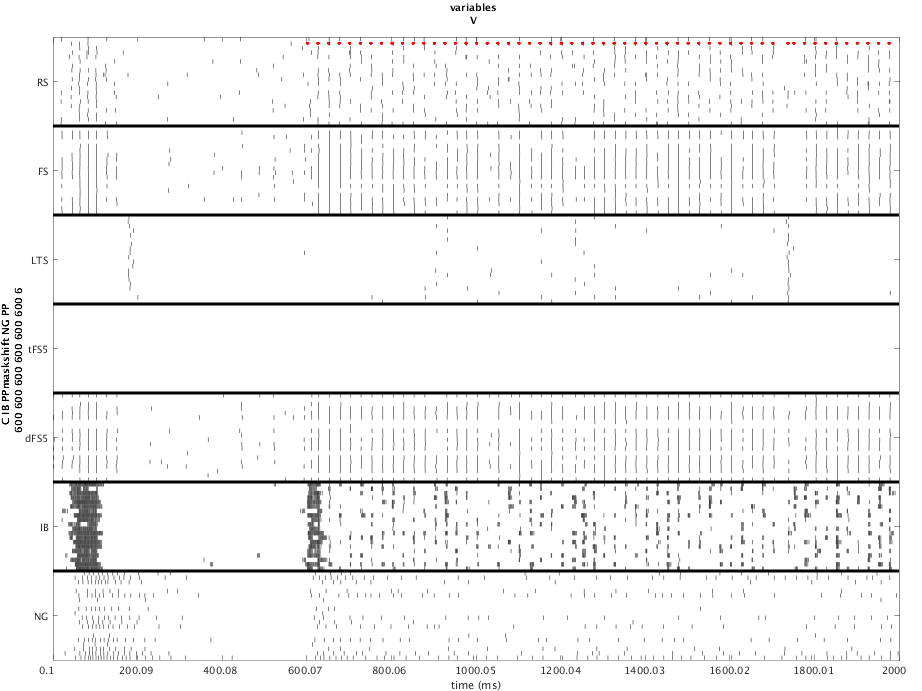 variables
V
RS
FS
LTS
tFS5
dFS5
IB
NG
C IB PPmaskshift NG PP
600 600 600 600 600 600 600 6
0.1 200.09 400.08 600.07 800.06 1000.05 1200.04 1400.03 1600.02 1800.01 2000
time (ms)